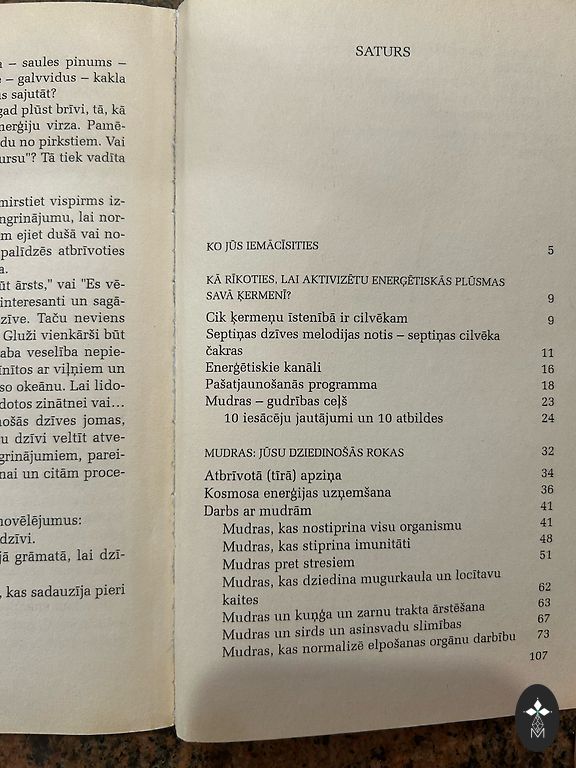 – saules pinums –
– galvvidus – kakla
sajutāt?
gad plūst brīvi, tā, kā
enerģiju virza. Pamē-
du no pirkstiem. Vai
ursu"? Tā tiek vadīta
mirstiet vispirms iz-
ngrinājumu, lai nor-
m ejiet dušā vai no-
palīdzēs atbrīvoties
a.
ūt ārsts," vai "Es vē-
interesanti un sagā-
zīve. Taču neviens
Gluži vienkārši būt
aba veselība nepie-
īnītos ar viļņiem un
so okeānu. Lai lido-
dotos zinātnei vai...
nošās dzīves jomas,
u dzīvi veltīt atve-
grinājumiem, parei-
nai un citām proce-
novēlējumus:
dzīvi.
jā grāmatā, lai dzī-
, kas sadauzīja pieri
SATURS
KO JŪS IEMĀCĪSITIES 5
KĀ RĪKOTIES, LAI AKTIVIZĒTU ENERĢĒTISKĀS PLŪSMAS
SAVĀ ĶERMENĪ? 9
Cik ķermeņu īstenībā ir cilvēkam 9
Septiņas dzīves melodijas notis – septiņas cilvēka
čakras 11
Enerģētiskie kanāli 16
Pašatjaunošanās programma 18
Mudras – gudrības ceļš 23
10 iesācēju jautājumi un 10 atbildes 24
MUDRAS: JŪSU DZIEDINOŠĀS ROKAS 32
Atbrīvotā (tīrā) apziņa 34
Kosmosa enerģijas uzņemšana 36
Darbs ar mudrām 41
Mudras, kas nostiprina visu organismu 41
Mudras, kas stiprina imunitāti 48
Mudras pret stresiem 51
Mudras, kas dziedina mugurkaula un locītavu
kaites 62
Mudras un kuņģa un zarnu trakta ārstēšana 63
Mudras un sirds un asinsvadu slimības 67
Mudras, kas normalizē elpošanas orgānu darbību 73
107